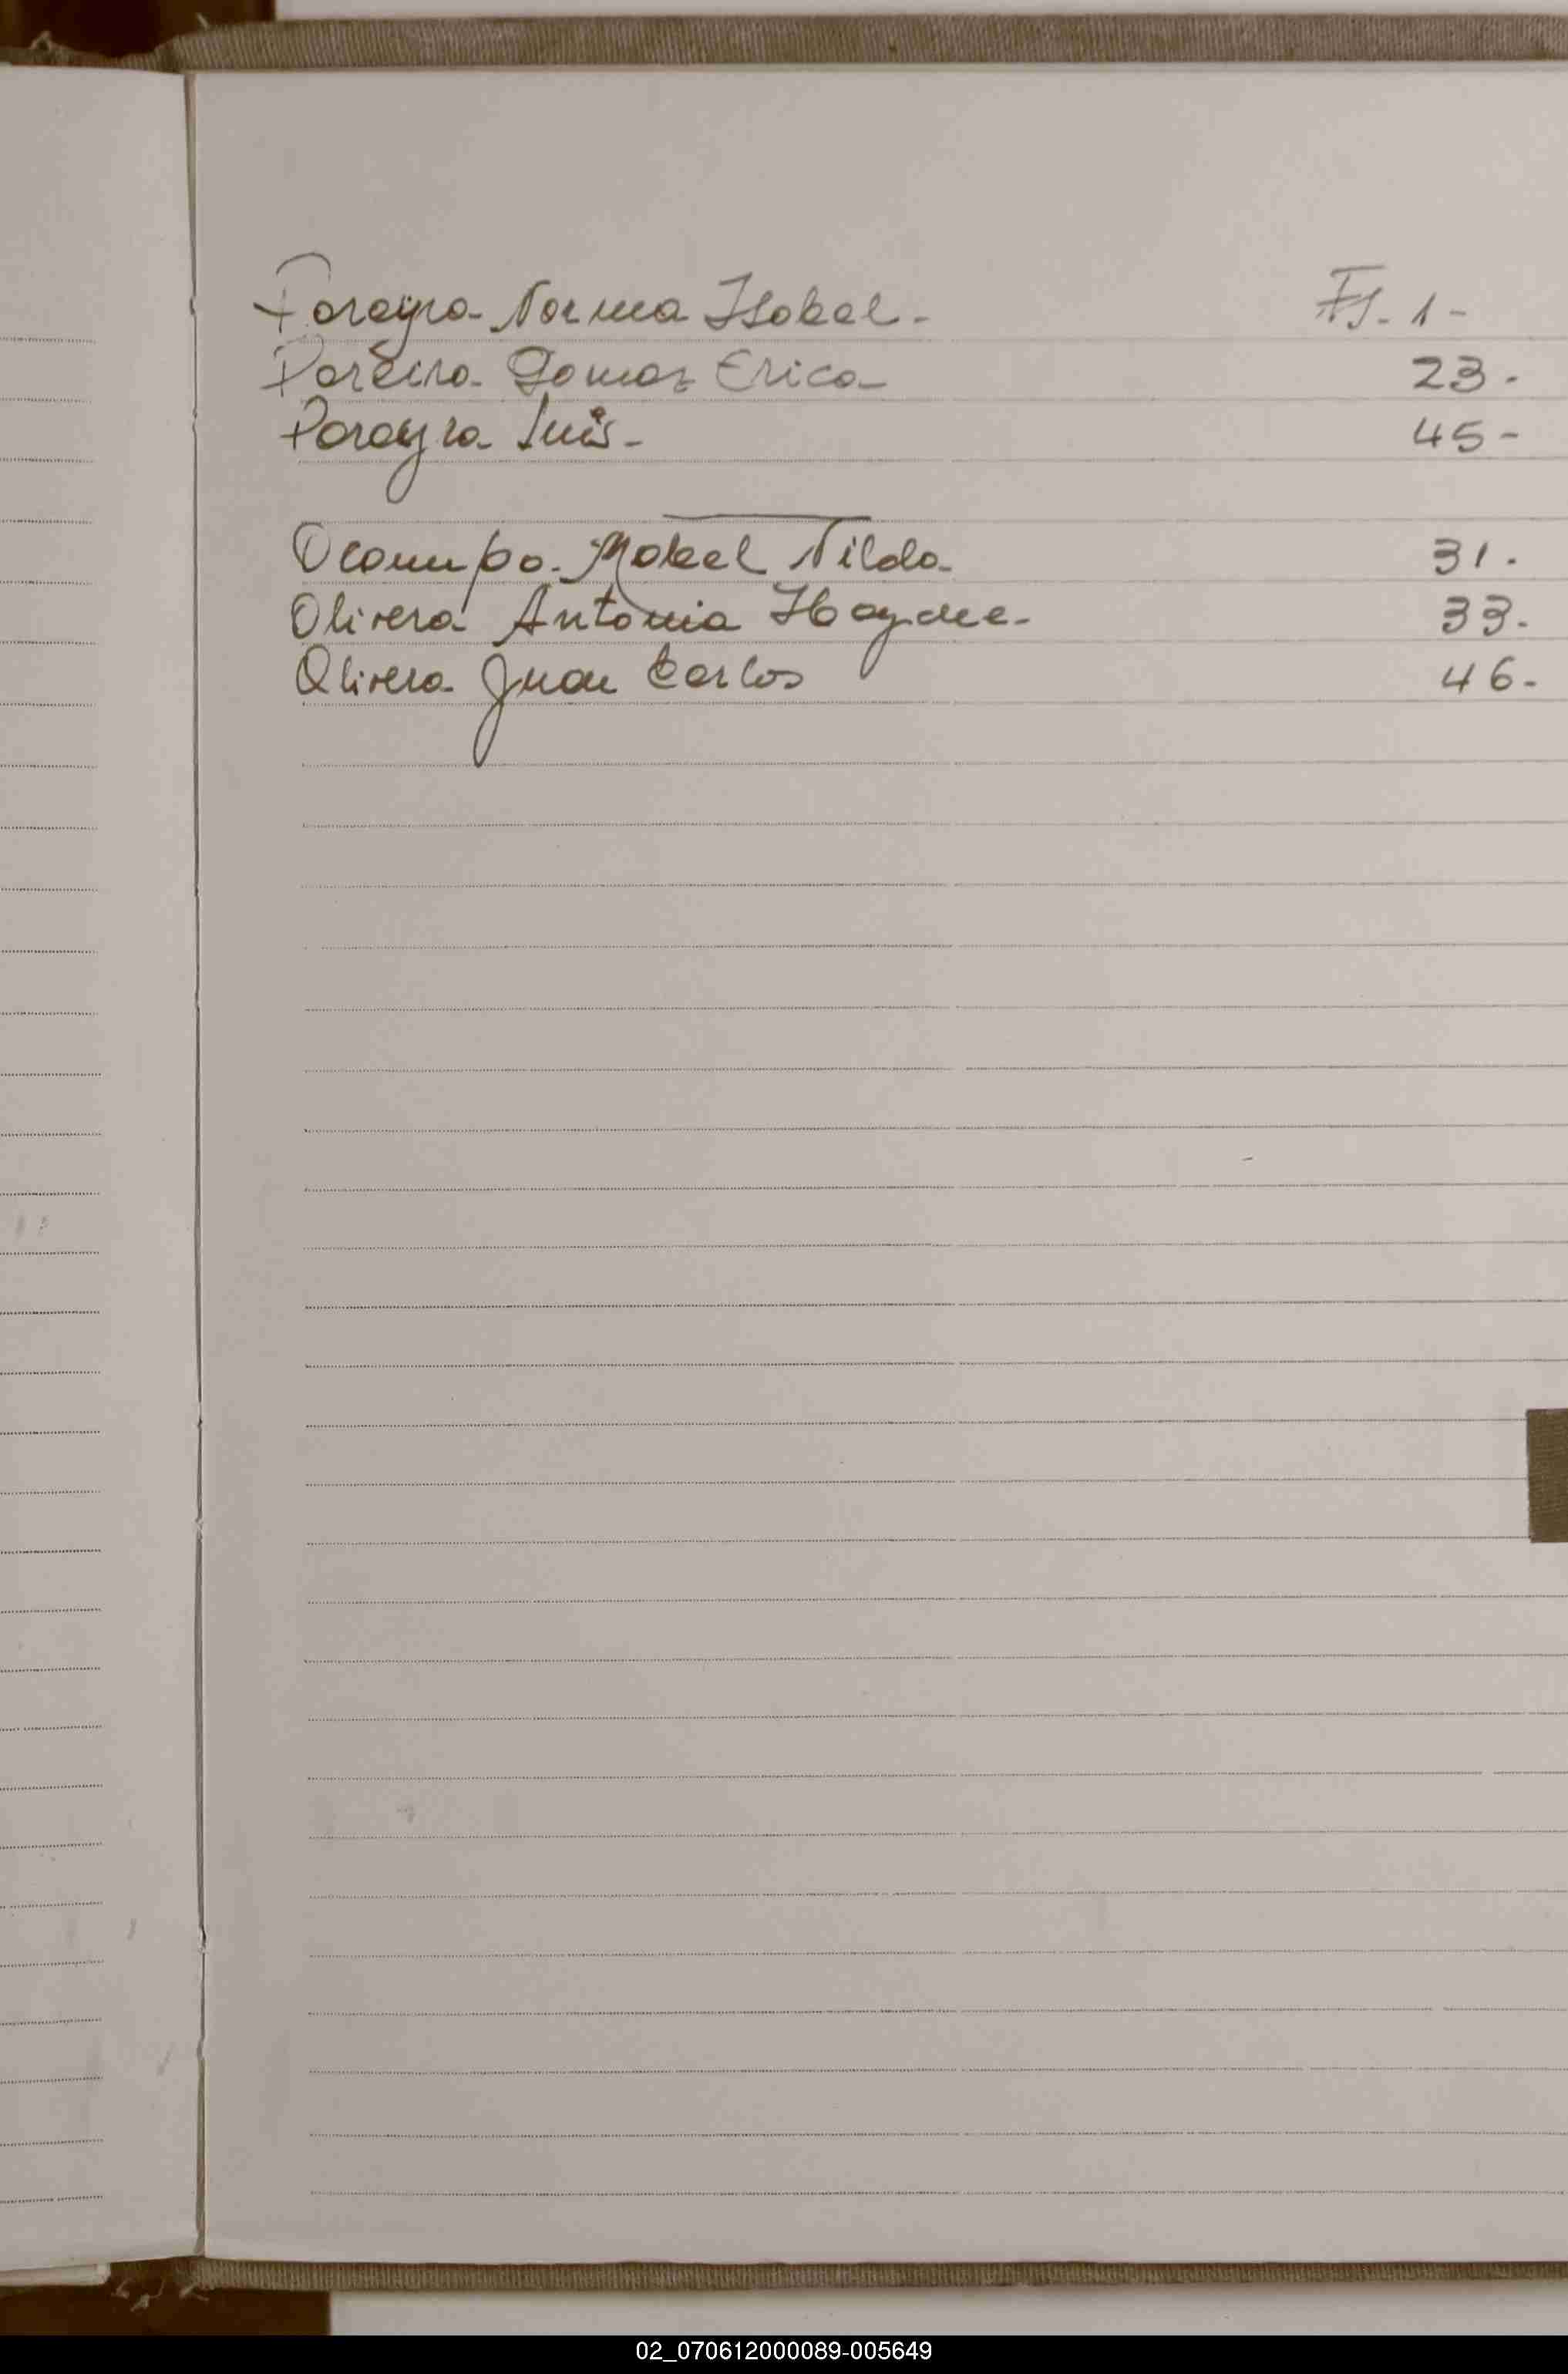 Pereyra Norma Isabel - Fs. 1 -
Pereira Gomez Erica - 23 -
Pereyra Luis - 45 -
Ocampo Mabel Nilda 31 -
Olivera Antonia Haydee - 33 -
Olivera Juan Carlos 46 -
02_070612000089-005649